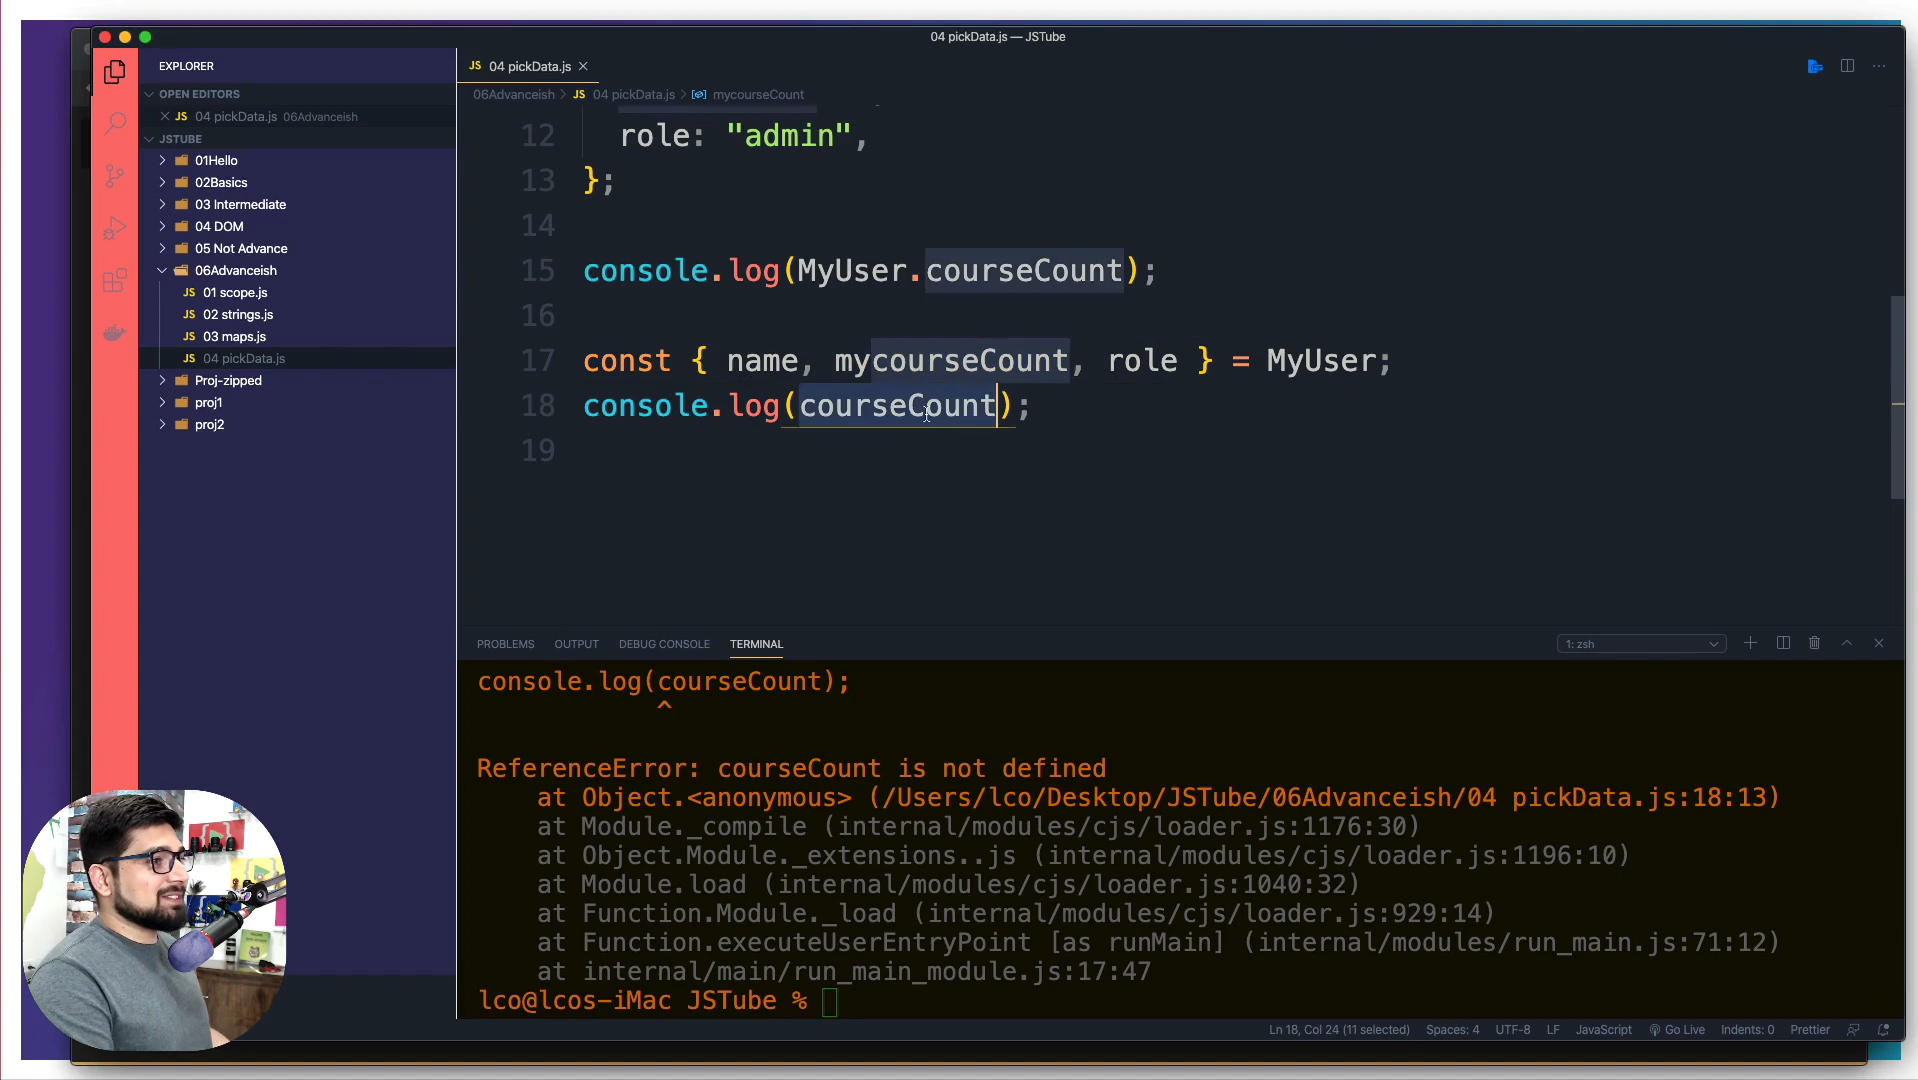 04 pickData.js — JSTube
EXPLORER
OPEN EDITORS
JS 04 pickData.js 06Advanceish
JSTUBE
01Hello
02Basics
03 Intermediate
04 DOM
05 Not Advance
06Advanceish
JS 01 scope.js
JS 02 strings.js
JS 03 maps.js
JS 04 pickData.js
Proj-zipped
proj1
proj2
JS 04 pickData.js
06Advanceish > JS 04 pickData.js > mycourseCount
12 role: "admin",
13 };
14
15 console.log(MyUser.courseCount);
16
17 const { name, mycourseCount, role } = MyUser;
18 console.log(courseCount);
19
PROBLEMS OUTPUT DEBUG CONSOLE TERMINAL 1: zsh
console.log(courseCount);
^
ReferenceError: courseCount is not defined
at Object.<anonymous> (/Users/lco/Desktop/JSTube/06Advanceish/04 pickData.js:18:13)
at Module._compile (internal/modules/cjs/loader.js:1176:30)
at Object.Module._extensions..js (internal/modules/cjs/loader.js:1196:10)
at Module.load (internal/modules/cjs/loader.js:1040:32)
at Function.Module._load (internal/modules/cjs/loader.js:929:14)
at Function.executeUserEntryPoint [as runMain] (internal/modules/run_main.js:71:12)
at internal/main/run_main_module.js:17:47
lco@lcos-iMac JSTube %
Ln 18, Col 24 (11 selected) Spaces: 4 UTF-8 LF JavaScript Go Live Indents: 0 Prettier